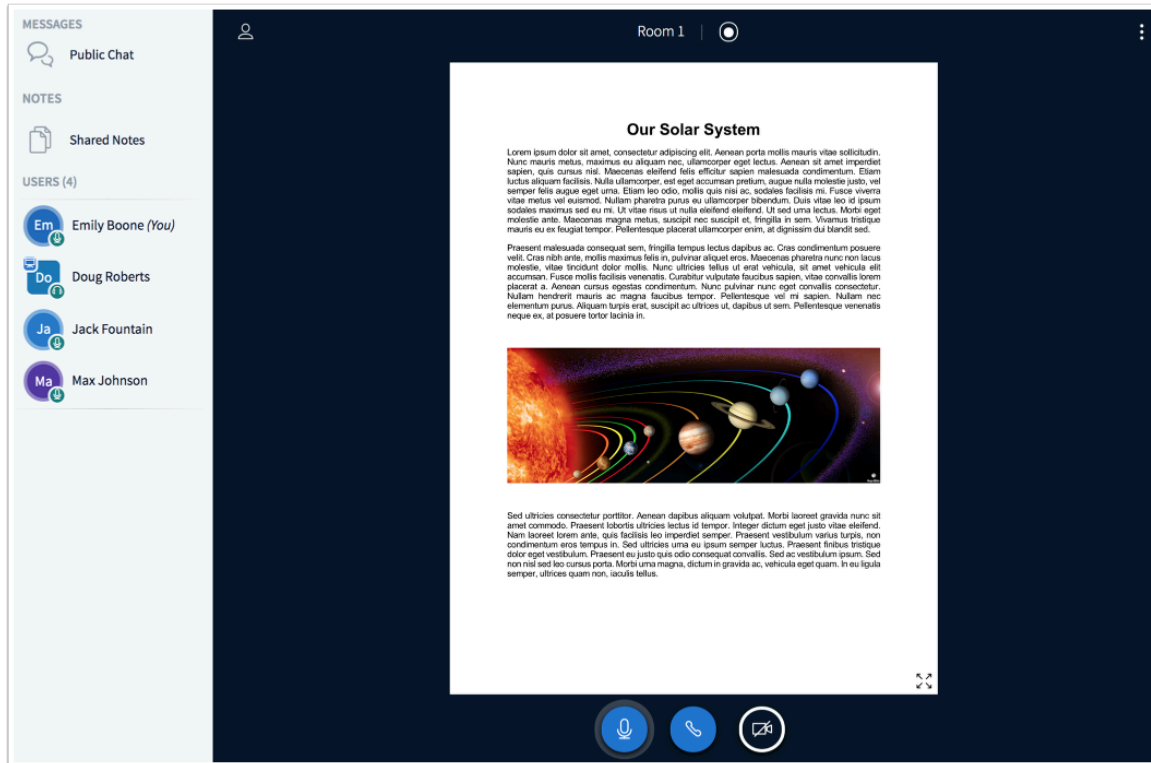 MESSAGES
Public Chat
NOTES
Shared Notes
USERS (4)
Em
Emily Boone (You)
Do
Doug Roberts
Ja
Jack Fountain
Ma
Max Johnson
Room 1
Our Solar System
Lorem ipsum dolor sit amet, consectetur adipiscing elit. Aenean porta mollis mauris vitae sollicitudin.
Nunc mauris metus, maximus eu aliquam nec, ullamcorper eget lectus. Aenean sit amet imperdiet
sapien, quis cursus nisl. Maecenas eleifend felis efficitur sapien malesuada condimentum. Etiam
luctus aliquam facilisis. Nulla ullamcorper, est eget accumsan pretium, augue nulla molestie justo, vel
semper felis augue eget urna. Etiam leo odio, mollis quis nisi ac, sodales facilisis mi. Fusce viverra
vitae metus vel euismod. Nullam pharetra purus eu ullamcorper bibendum. Duis vitae leo id ipsum
sodales maximus sed eu mi. Ut vitae risus ut nulla eleifend eleifend. Ut sed urna lectus. Morbi eget
molestie ante. Maecenas magna metus, suscipit nec suscipit et, fringilla in sem. Vivamus tristique
mauris eu ex feugiat tempor. Pellentesque placerat ullamcorper enim, at dignissim dui blandit sed.
Praesent malesuada consequat sem, fringilla tempus lectus dapibus ac. Cras condimentum posuere
velit. Cras nibh ante, mollis maximus felis in, pulvinar aliquet eros. Maecenas pharetra nunc non lacus
molestie, vitae tincidunt dolor mollis. Nunc ultricies tellus ut erat vehicula, sit amet vehicula elit
accumsan. Fusce mollis facilisis venenatis. Curabitur vulputate faucibus sapien, vitae convallis lorem
placerat a. Aenean cursus egestas condimentum. Nunc pulvinar nunc eget convallis consectetur.
Nullam hendrerit mauris ac magna faucibus tempor. Pellentesque vel mi sapien. Nullam nec
elementum purus. Aliquam turpis erat, suscipit ac ultrices ut, dapibus ut sem. Pellentesque venenatis
neque ex, at posuere tortor lacinia in.
Sed ultricies consectetur porttitor. Aenean dapibus aliquam volutpat. Morbi laoreet gravida nunc sit
amet commodo. Praesent lobortis ultricies lectus id tempor. Integer dictum eget justo vitae eleifend.
Nam laoreet lorem ante, quis facilisis leo imperdiet semper. Praesent vestibulum varius turpis, non
condimentum eros tempus in. Sed ultricies urna eu ipsum semper luctus. Praesent finibus tristique
dolor eget vestibulum. Praesent eu justo quis odio consequat convallis. Sed ac vestibulum ipsum. Sed
non nisl sed leo cursus porta. Morbi urna magna, dictum in gravida ac, vehicula eget quam. In eu ligula
semper, ultrices quam non, iaculis tellus.